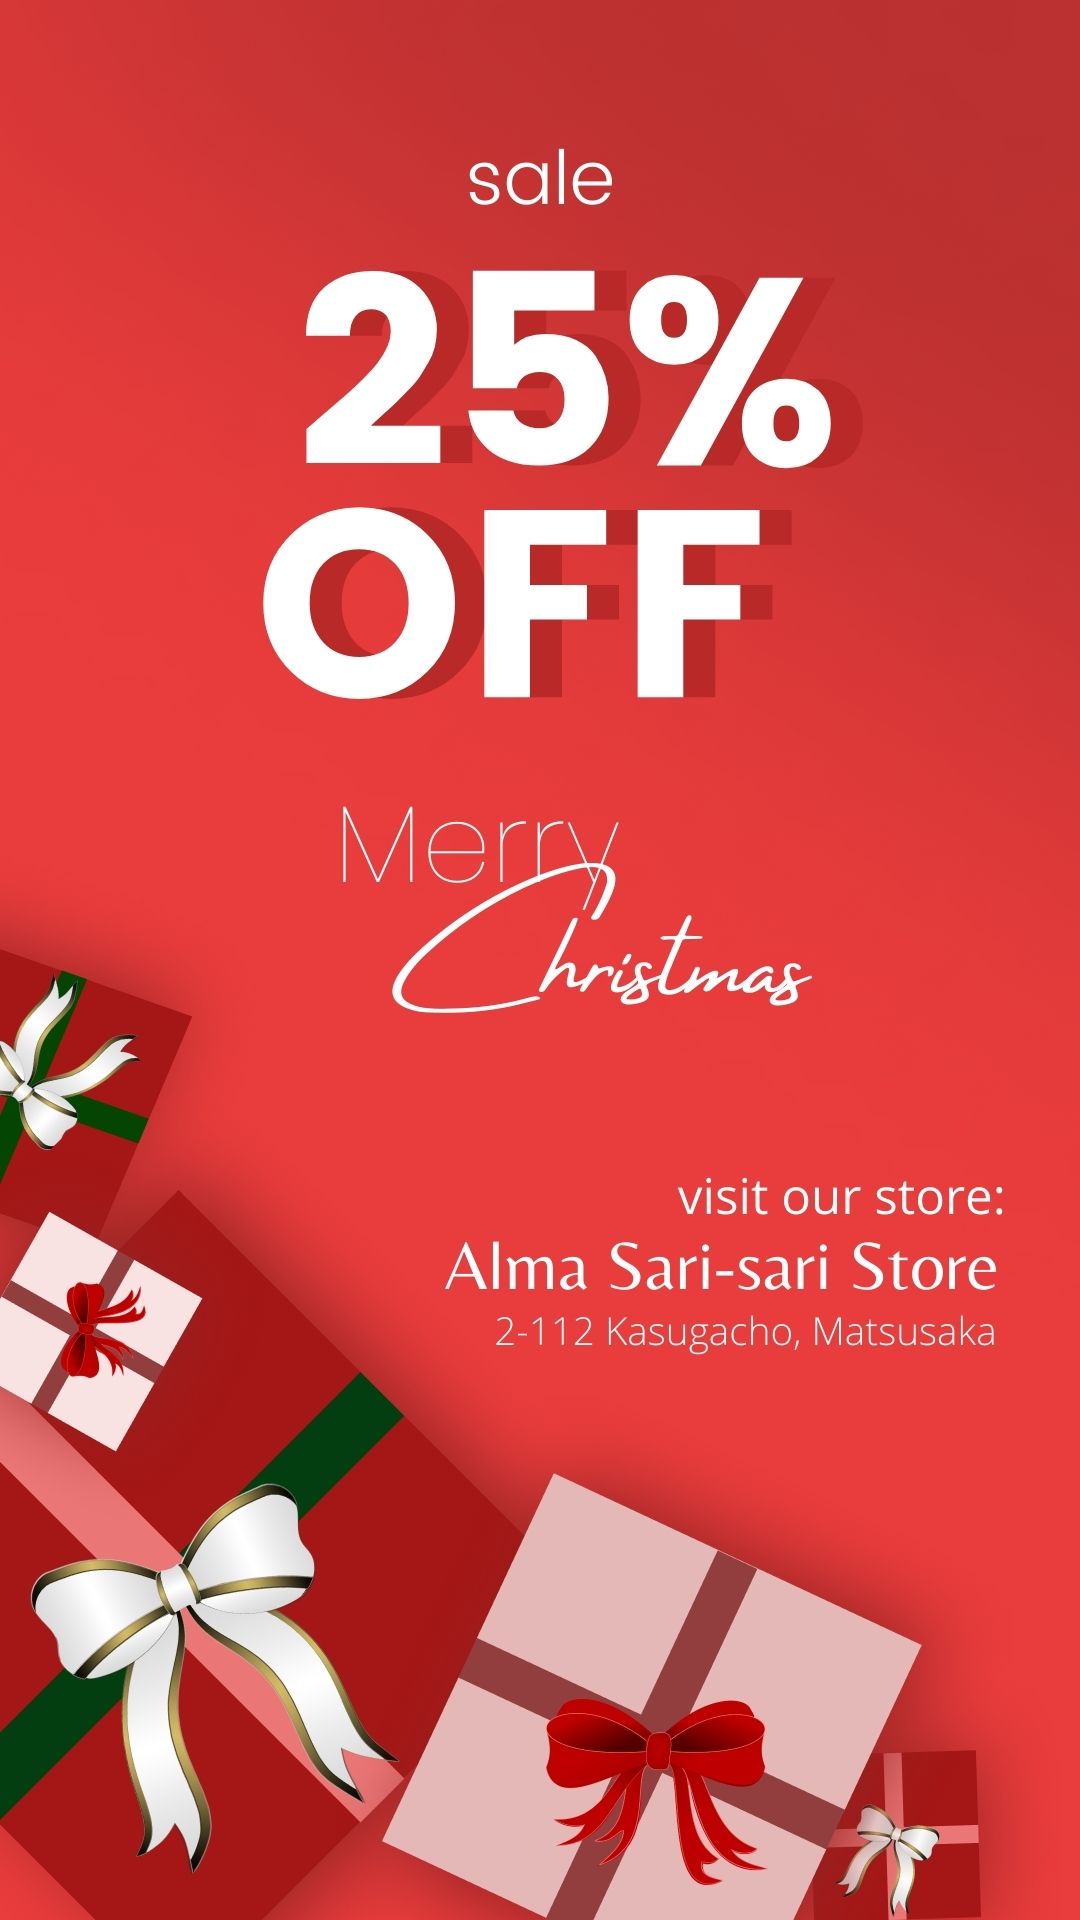 sale
25%
OFF
Merry
Christmas
visit our store:
Alma Sari-sari Store
2-112 Kasugacho, Matsusaka